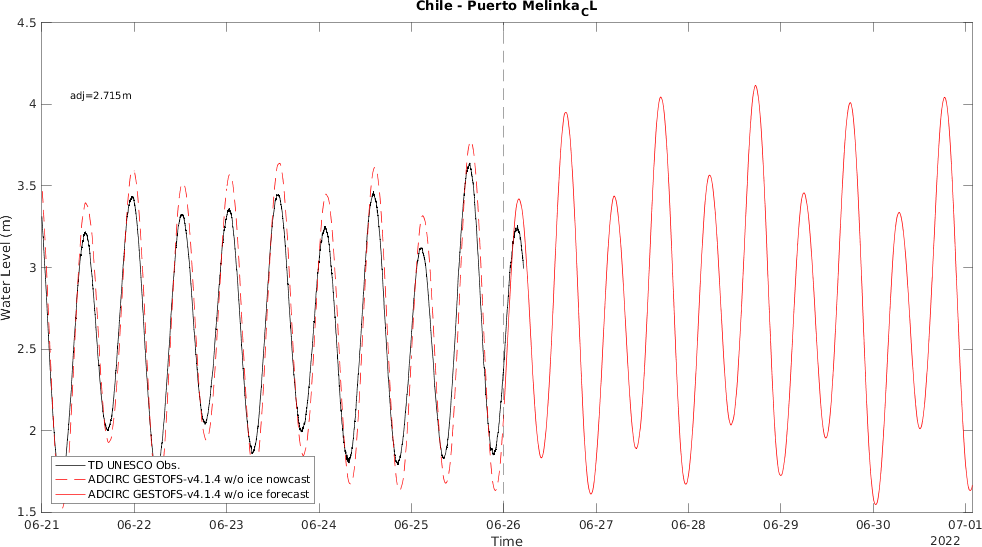 Chile - Puerto MelinkaCL
4.5
4
3.5
3
2.5
2
1.5
Water Level (m)
adj=2.715m
TD UNESCO Obs.
ADCIRC GESTOFS-v4.1.4 w/o ice nowcast
ADCIRC GESTOFS-v4.1.4 w/o ice forecast
06-21 06-22 06-23 06-24 06-25 06-26 06-27 06-28 06-29 06-30 07-01
Time
2022